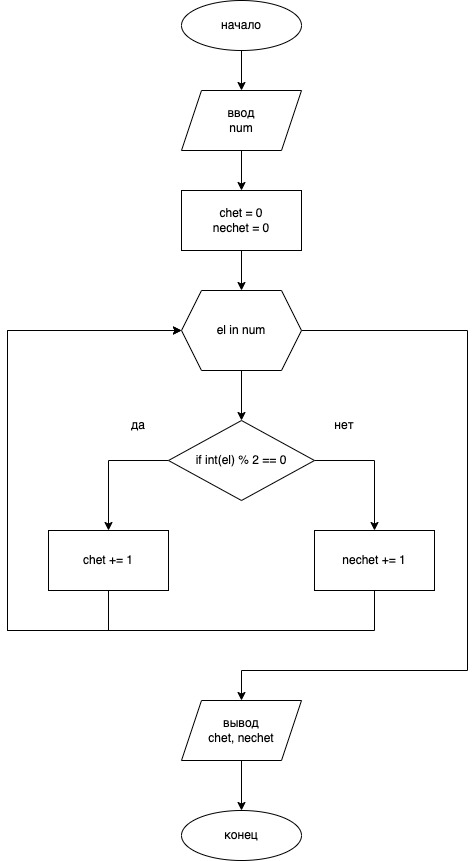 начало
ввод
num
chet = 0
nechet = 0
el in num
да
нет
if int(el) % 2 == 0
chet += 1
nechet += 1
вывод
chet, nechet
конец